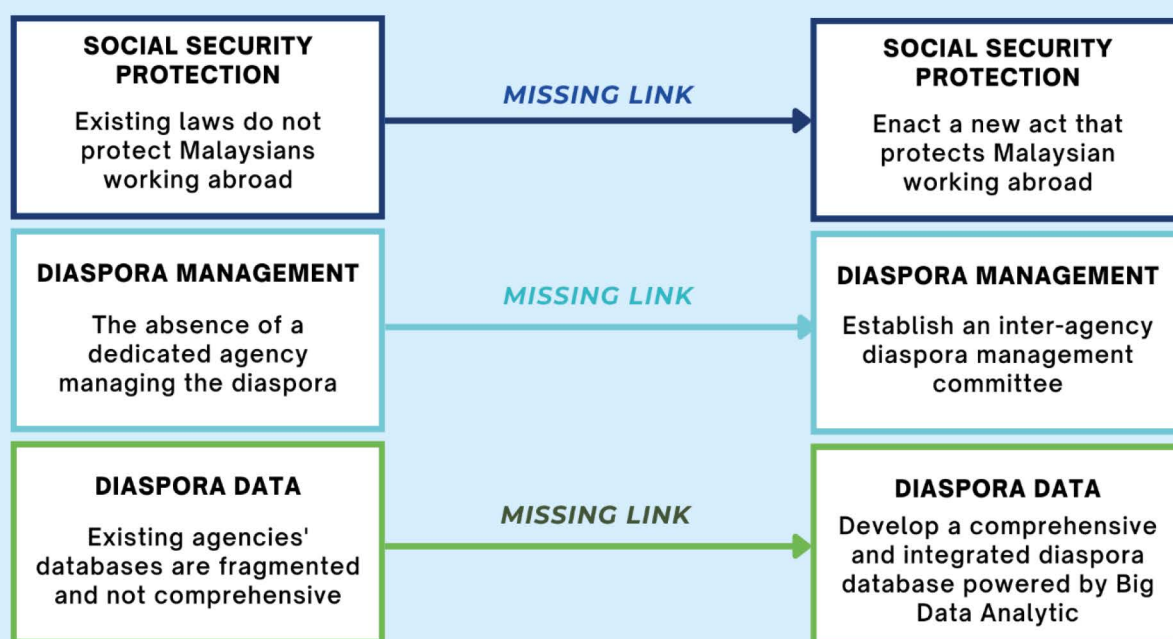 SOCIAL SECURITY
PROTECTION
Existing laws do not
protect Malaysians
working abroad
MISSING LINK
SOCIAL SECURITY
PROTECTION
Enact a new act that
protects Malaysian
working abroad
DIASPORA MANAGEMENT
The absence of a
dedicated agency
managing the diaspora
MISSING LINK
DIASPORA MANAGEMENT
Establish an inter-agency
diaspora management
committee
DIASPORA DATA
Existing agencies'
databases are fragmented
and not comprehensive
MISSING LINK
DIASPORA DATA
Develop a comprehensive
and integrated diaspora
database powered by Big
Data Analytic